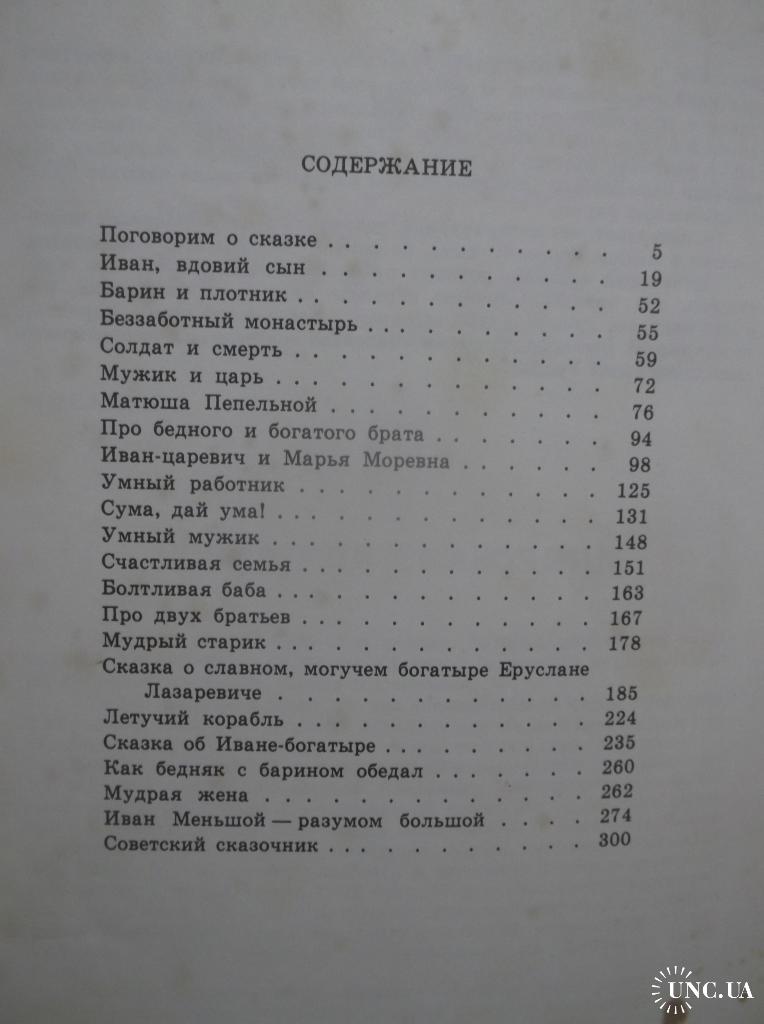 СОДЕРЖАНИЕ
Поговорим о сказке . . . . . . . . . . . 5
Иван, вдовий сын . . . . . . . . . . . 19
Барин и плотник . . . . . . . . . . . . 52
Беззаботный монастырь . . . . . . . . . 55
Солдат и смерть . . . . . . . . . . . . 59
Мужик и царь . . . . . . . . . . . . . 72
Матюша Пепельной . . . . . . . . . . . 76
Про бедного и богатого брата . . . . . . . 94
Иван-царевич и Марья Моревна . . . . . . 98
Умный работник . . . . . . . . . . . . 125
Сума, дай ума! . . . . . . . . . . . . . 131
Умный мужик . . . . . . . . . . . . . 148
Счастливая семья . . . . . . . . . . . . 151
Болтливая баба . . . . . . . . . . . . 163
Про двух братьев . . . . . . . . . . . 167
Мудрый старик . . . . . . . . . . . . 178
Сказка о славном, могучем богатыре Еруслане
Лазаревиче . . . . . . . . . . . 185
Летучий корабль . . . . . . . . . . . . 224
Сказка об Иване-богатыре . . . . . . . . 235
Как бедняк с барином обедал . . . . . . . 260
Мудрая жена . . . . . . . . . . . . . 262
Иван Меньшой — разумом большой . . . . 274
Советский сказочник . . . . . . . . . . 300
UNC.UA